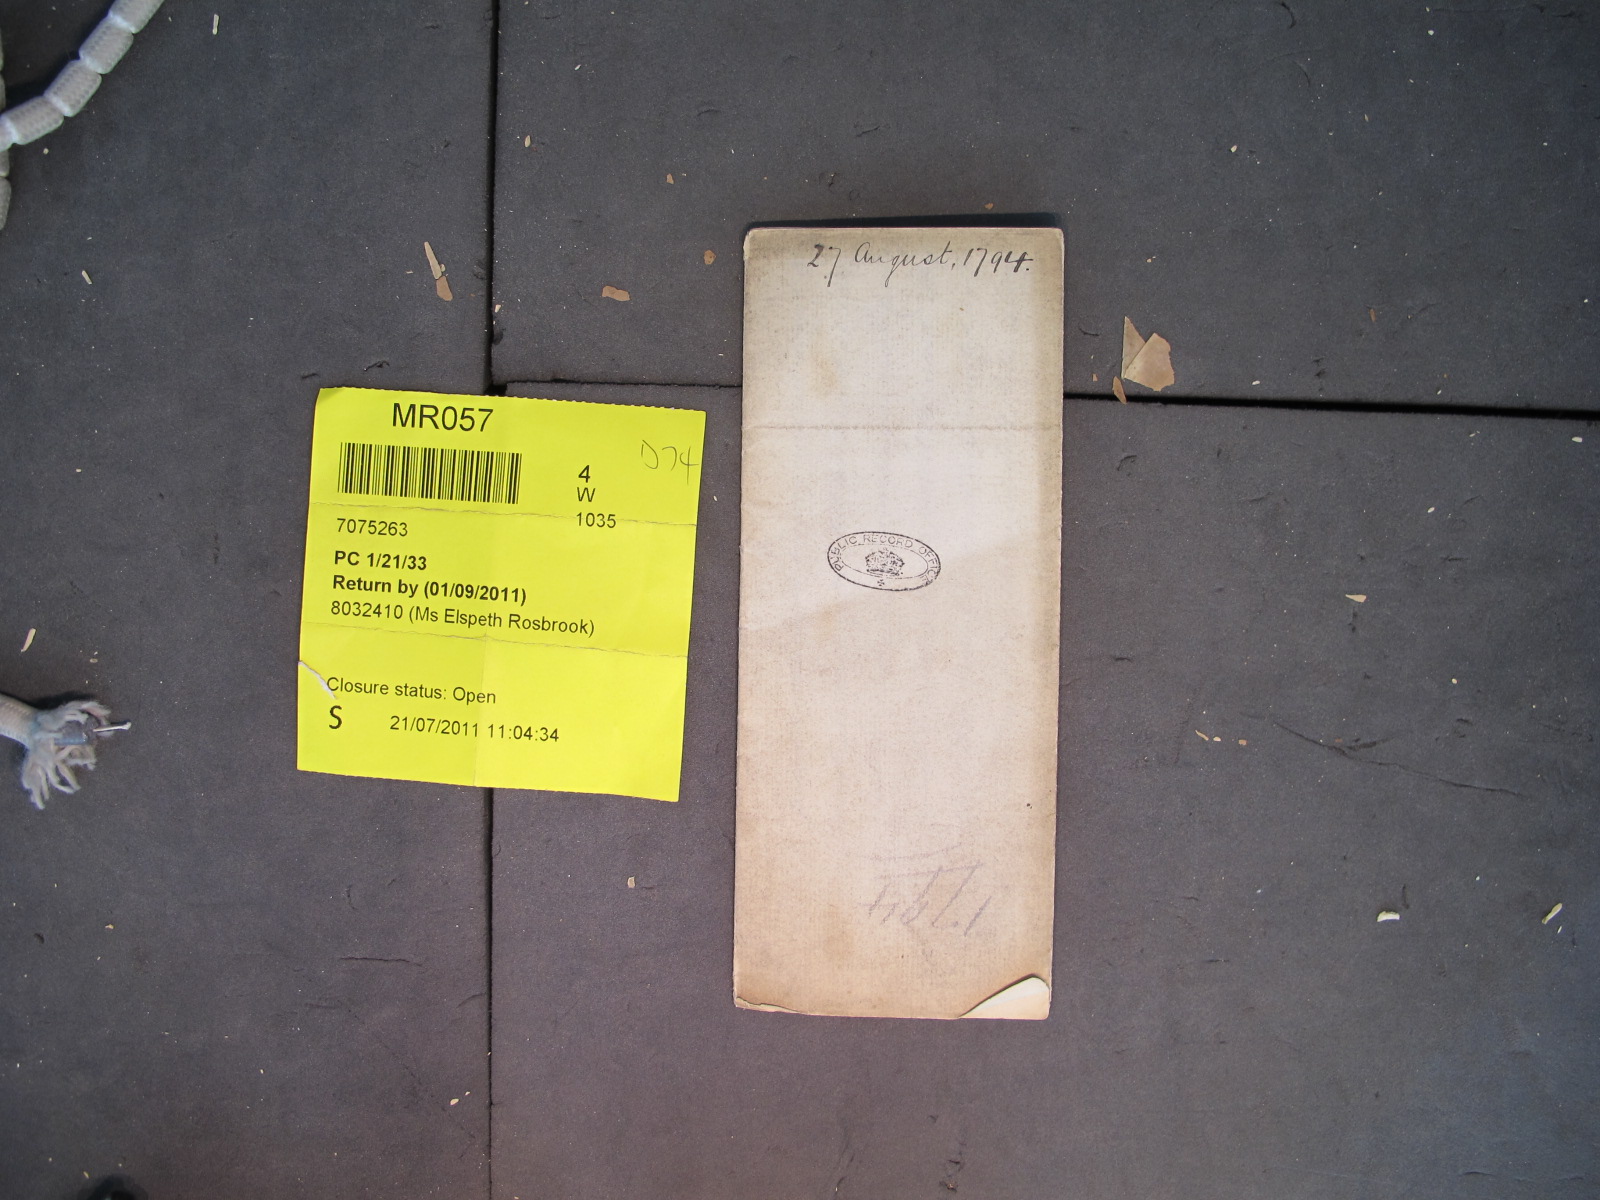 MR057
D74
4
W
1035
7075263
PC 1/21/33
Return by (01/09/2011)
8032410 (Ms Elspeth Rosbrook)
Closure status: Open
S 21/07/2011 11:04:34
27 August, 1794.
PUBLIC RECORD OFFICE